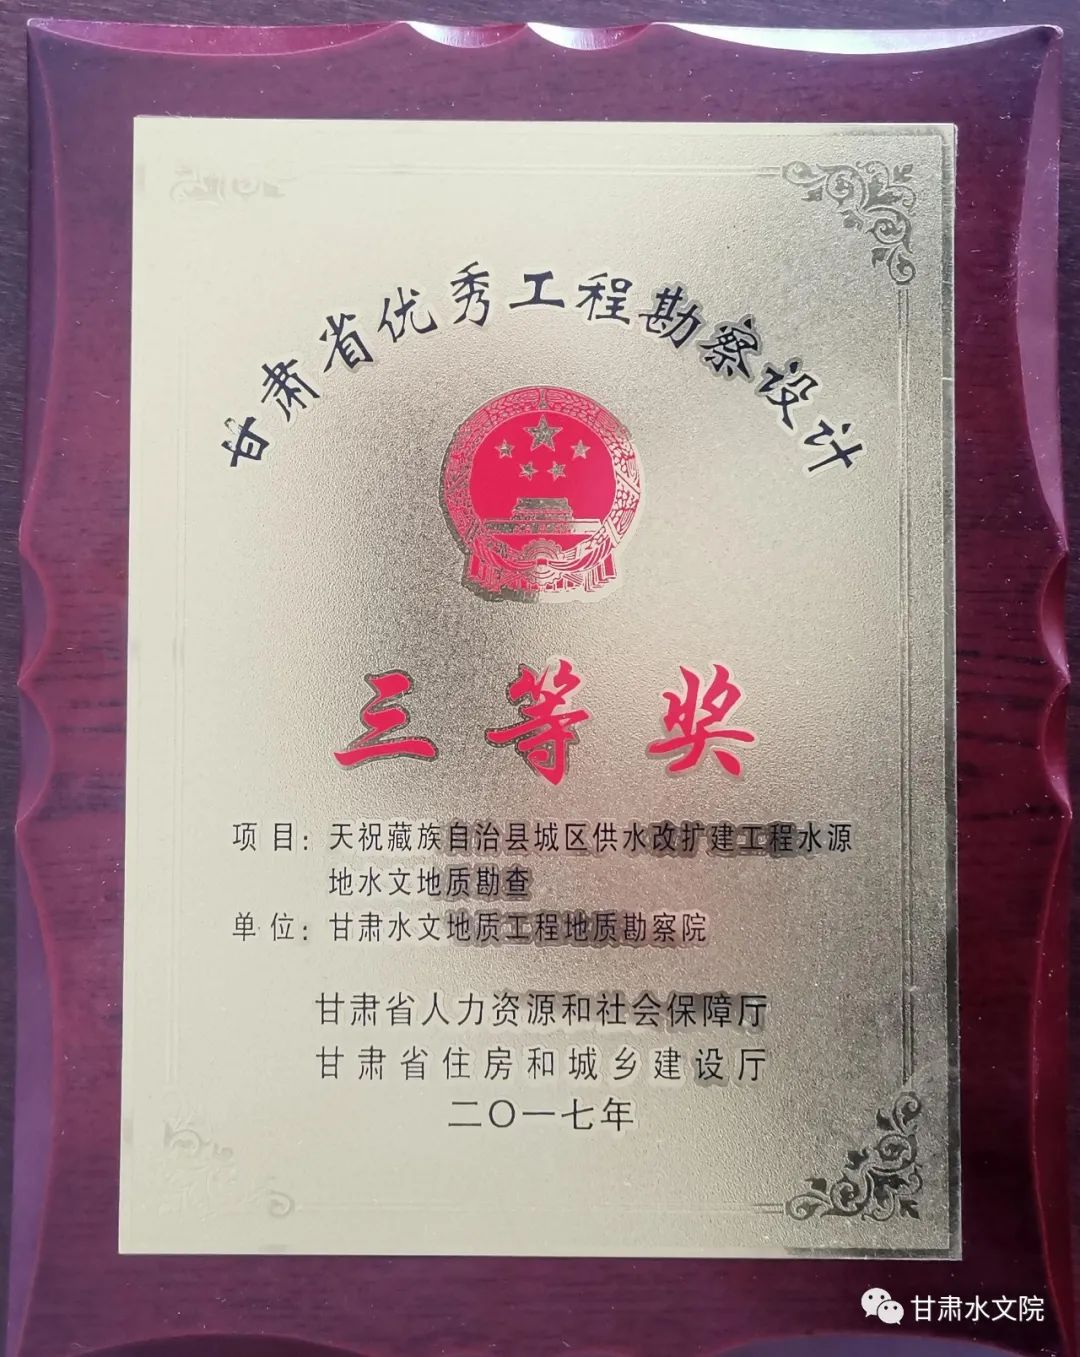 甘肃省优秀工程勘察设计
三等奖
项目：天祝藏族自治县城区供水改扩建工程水源
地水文地质勘查
单位：甘肃水文地质工程地质勘察院
甘肃省人力资源和社会保障厅
甘肃省住房和城乡建设厅
二〇一七年
甘肃水文院